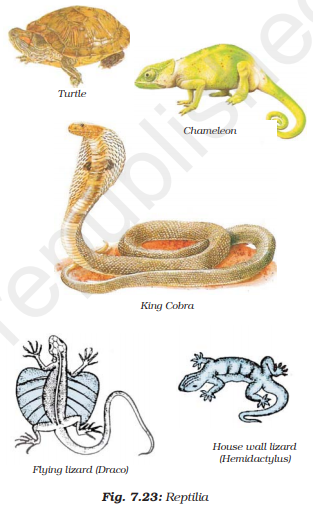 Turtle
Chameleon
King Cobra
Flying lizard (Draco)
House wall lizard
(Hemidactylus)
Fig. 7.23: Reptilia